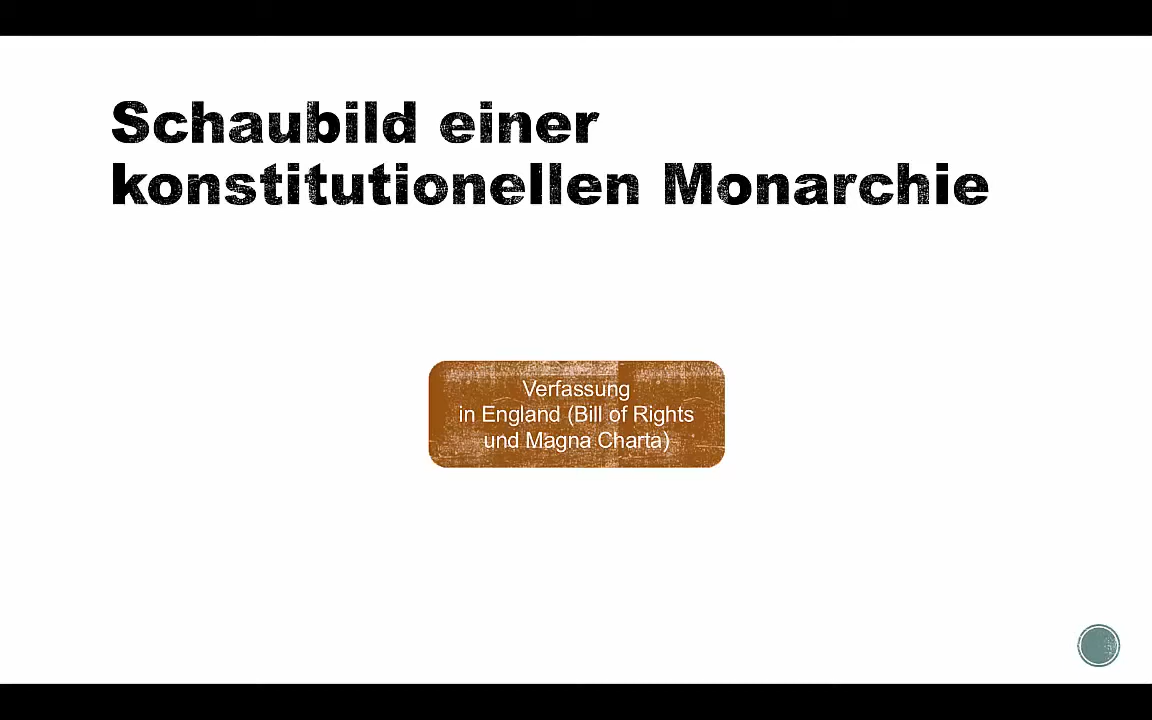 Schaubild einer
konstitutionellen Monarchie
Verfassung
in England (Bill of Rights
und Magna Charta)